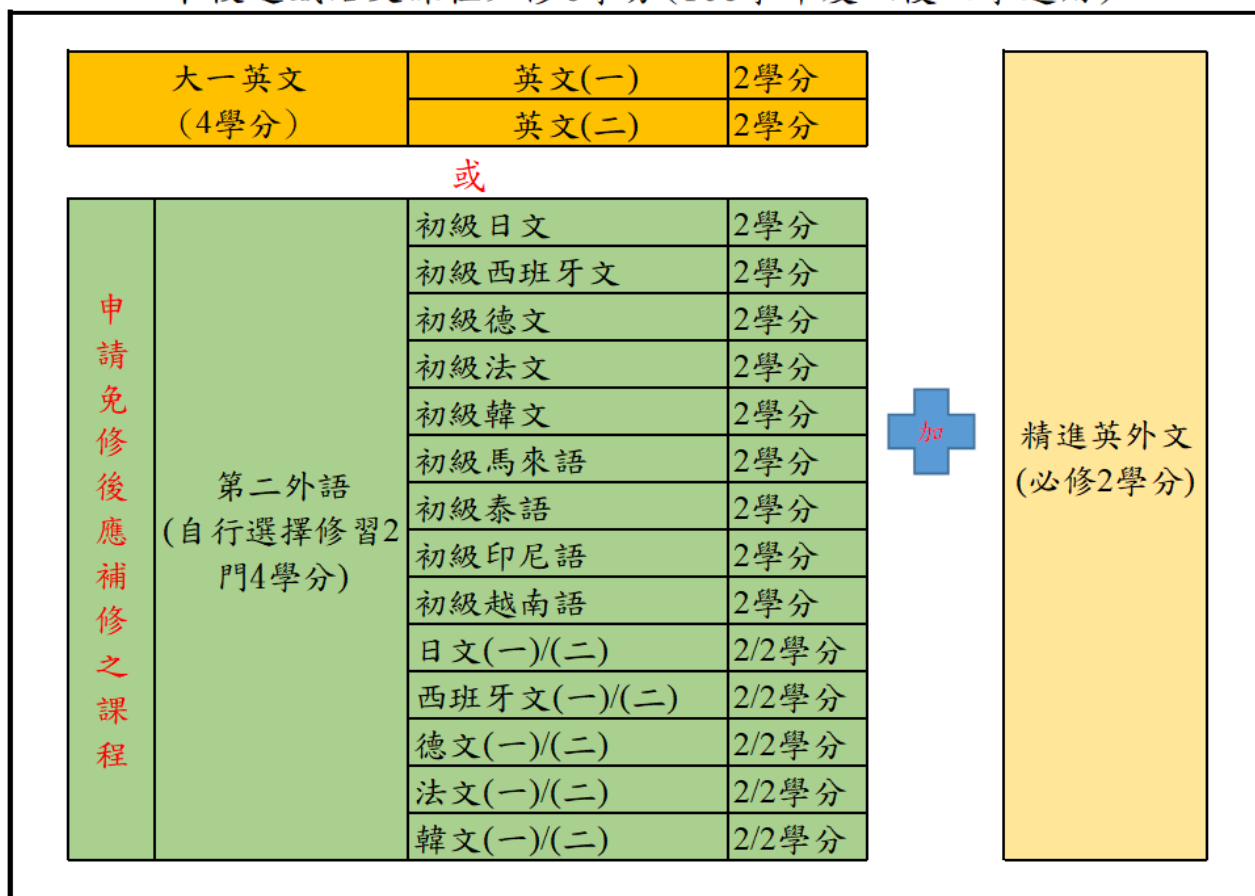 大一英文
(4學分)
英文(一) 2學分
英文(二) 2學分
或
申請免修後應補修之課程
第二外語
(自行選擇修習2
門4學分)
初級日文 2學分
初級西班牙文 2學分
初級德文 2學分
初級法文 2學分
初級韓文 2學分
初級馬來語 2學分
初級泰語 2學分
初級印尼語 2學分
初級越南語 2學分
日文(一)/(二) 2/2學分
西班牙文(一)/(二) 2/2學分
德文(一)/(二) 2/2學分
法文(一)/(二) 2/2學分
韓文(一)/(二) 2/2學分
加
精進英外文
(必修2學分)